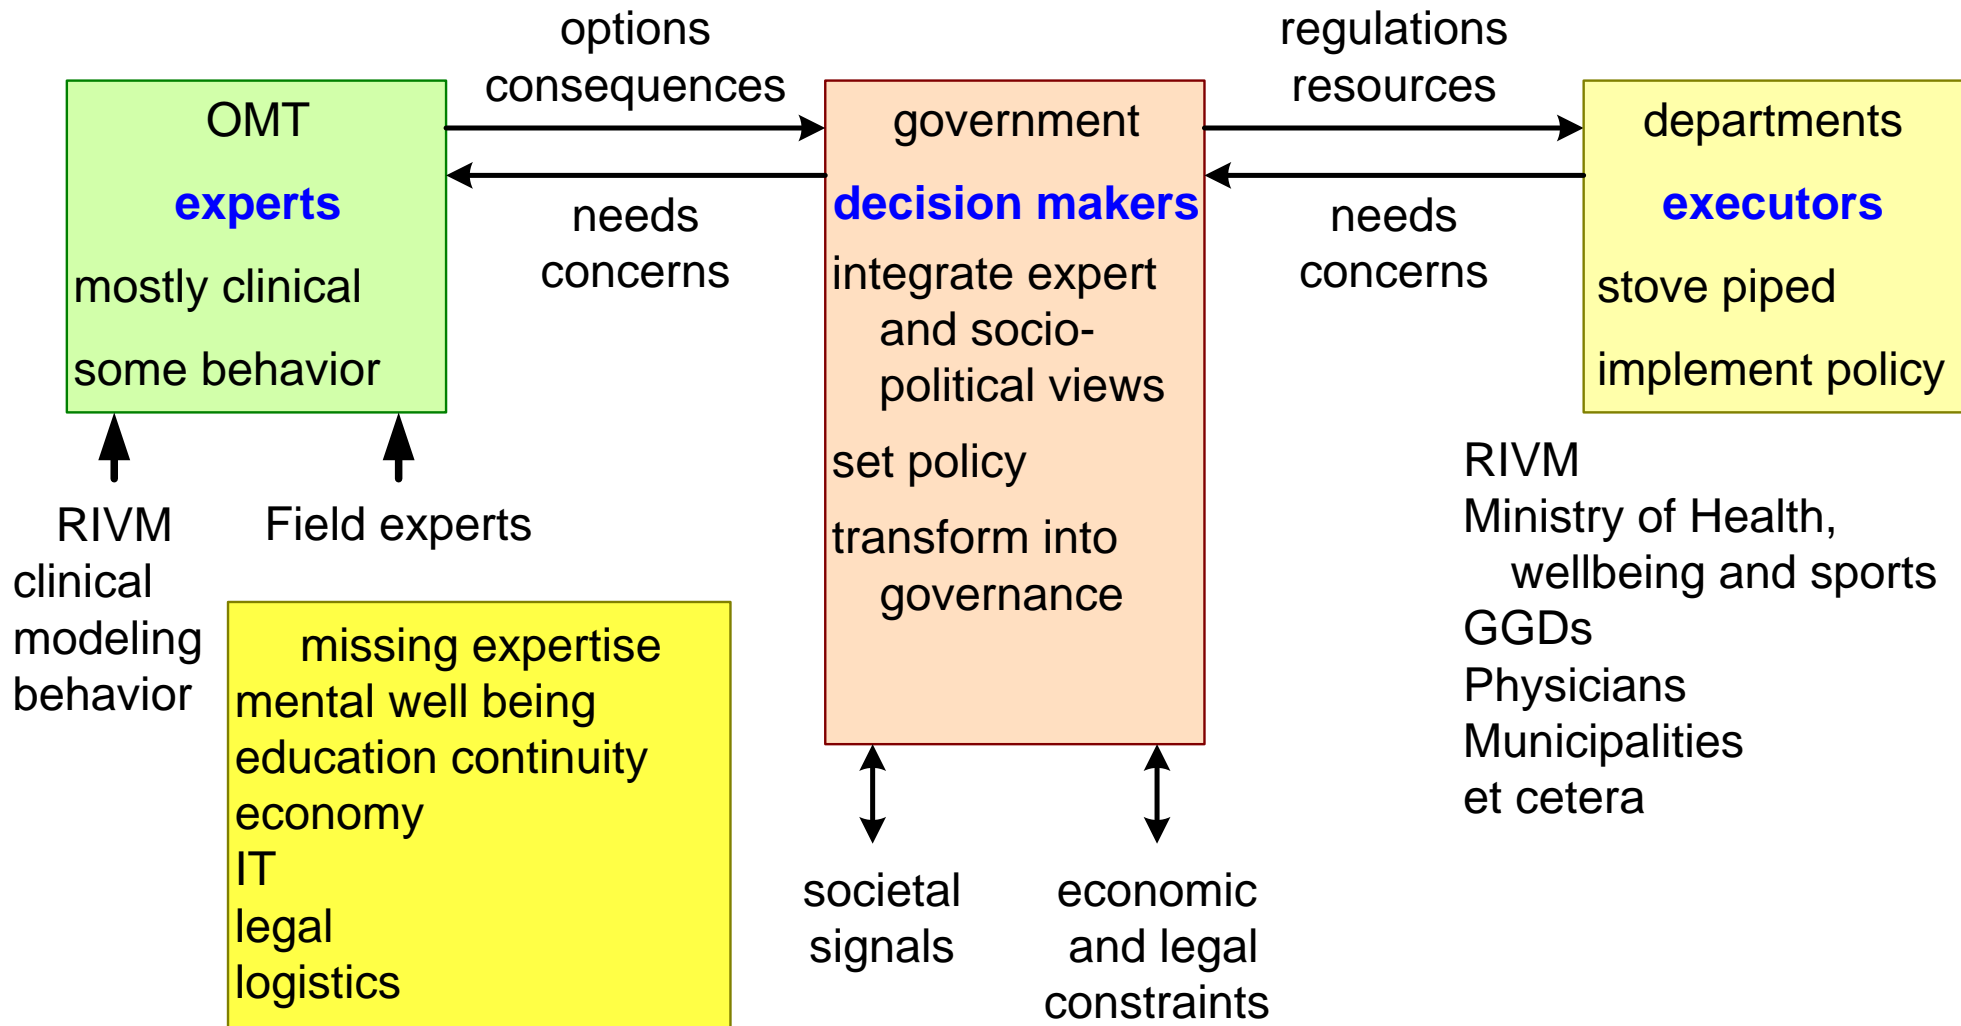 options
consequences
regulations
resources
OMT
experts
mostly clinical
some behavior
needs
concerns
government
decision makers
integrate expert
and socio-
political views
set policy
transform into
governance
needs
concerns
departments
executors
stove piped
implement policy
RIVM
clinical
modeling
behavior
Field experts
missing expertise
mental well being
education continuity
economy
IT
legal
logistics
societal
signals
economic
and legal
constraints
RIVM
Ministry of Health,
wellbeing and sports
GGDs
Physicians
Municipalities
et cetera